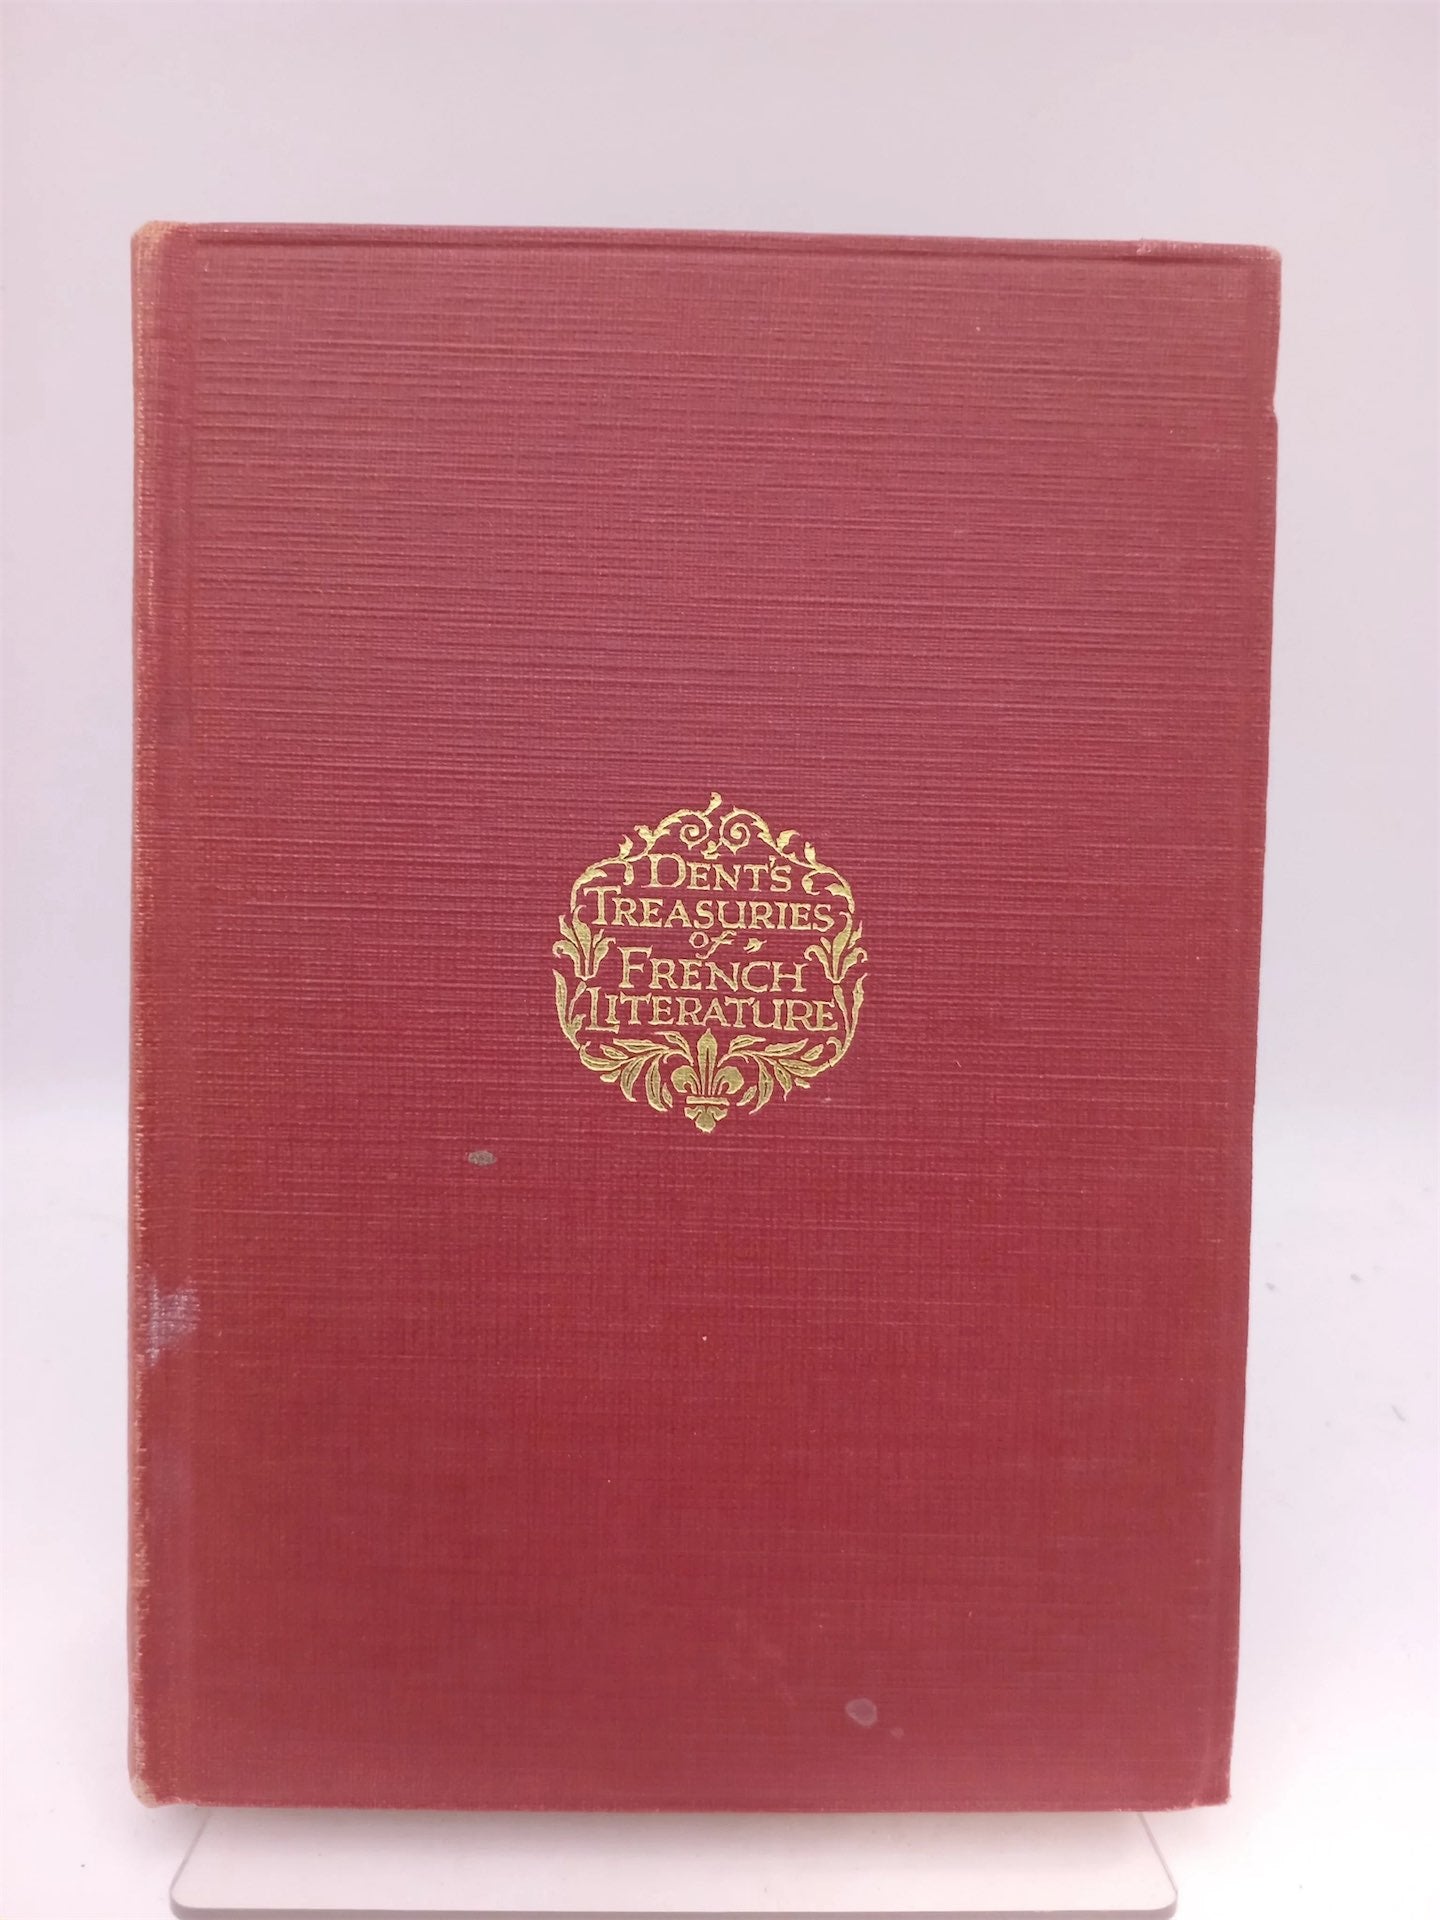 DENT'S
TREASURIES
of
FRENCH
LITERATURE